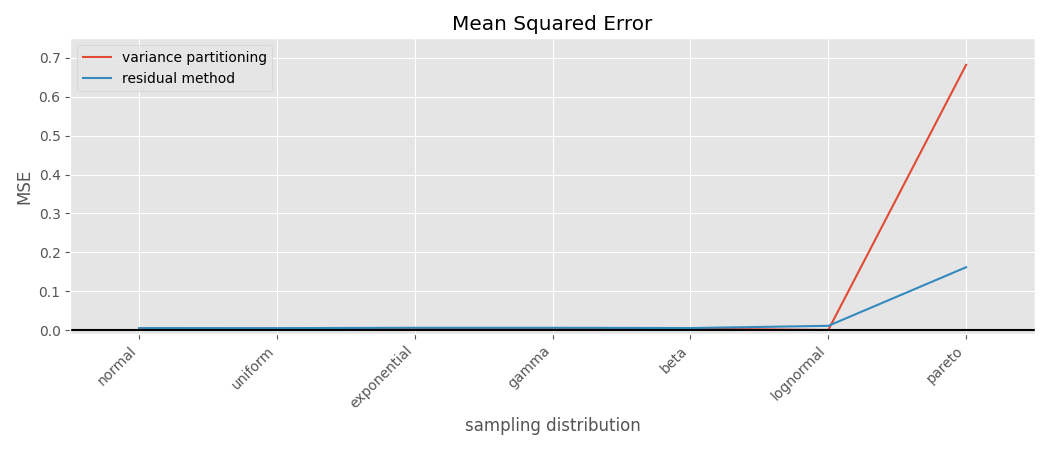 Mean Squared Error
variance partitioning
residual method
0.7
0.6
0.5
0.4
0.3
0.2
0.1
0.0
MSE
normal
uniform
exponential
gamma
beta
lognormal
pareto
sampling distribution